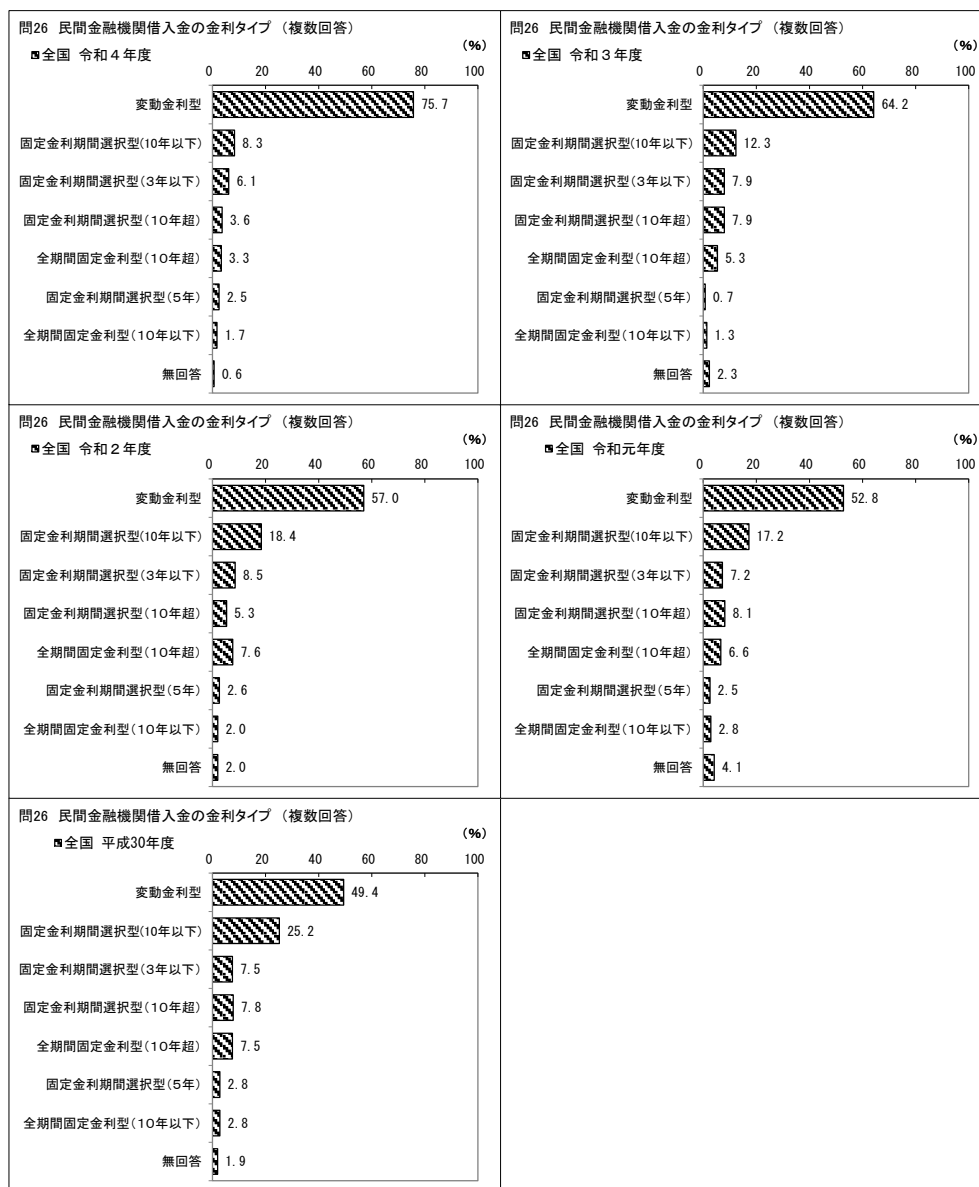 問26 民間金融機関借入金の金利タイプ (複数回答)
(%)
全国 令和4年度
0 20 40 60 80 100
変動金利型 75.7
固定金利期間選択型(10年以下) 8.3
固定金利期間選択型(3年以下) 6.1
固定金利期間選択型(10年超) 3.6
全期間固定金利型(10年超) 3.3
固定金利期間選択型(5年) 2.5
全期間固定金利型(10年以下) 1.7
無回答 0.6
問26 民間金融機関借入金の金利タイプ (複数回答)
(%)
全国 令和3年度
0 20 40 60 80 100
変動金利型 64.2
固定金利期間選択型(10年以下) 12.3
固定金利期間選択型(3年以下) 7.9
固定金利期間選択型(10年超) 7.9
全期間固定金利型(10年超) 5.3
固定金利期間選択型(5年) 0.7
全期間固定金利型(10年以下) 1.3
無回答 2.3
問26 民間金融機関借入金の金利タイプ (複数回答)
(%)
全国 令和2年度
0 20 40 60 80 100
変動金利型 57.0
固定金利期間選択型(10年以下) 18.4
固定金利期間選択型(3年以下) 8.5
固定金利期間選択型(10年超) 5.3
全期間固定金利型(10年超) 7.6
固定金利期間選択型(5年) 2.6
全期間固定金利型(10年以下) 2.0
無回答 2.0
問26 民間金融機関借入金の金利タイプ (複数回答)
(%)
全国 令和元年度
0 20 40 60 80 100
変動金利型 52.8
固定金利期間選択型(10年以下) 17.2
固定金利期間選択型(3年以下) 7.2
固定金利期間選択型(10年超) 8.1
全期間固定金利型(10年超) 6.6
固定金利期間選択型(5年) 2.5
全期間固定金利型(10年以下) 2.8
無回答 4.1
問26 民間金融機関借入金の金利タイプ (複数回答)
(%)
全国 平成30年度
0 20 40 60 80 100
変動金利型 49.4
固定金利期間選択型(10年以下) 25.2
固定金利期間選択型(3年以下) 7.5
固定金利期間選択型(10年超) 7.8
全期間固定金利型(10年超) 7.5
固定金利期間選択型(5年) 2.8
全期間固定金利型(10年以下) 2.8
無回答 1.9